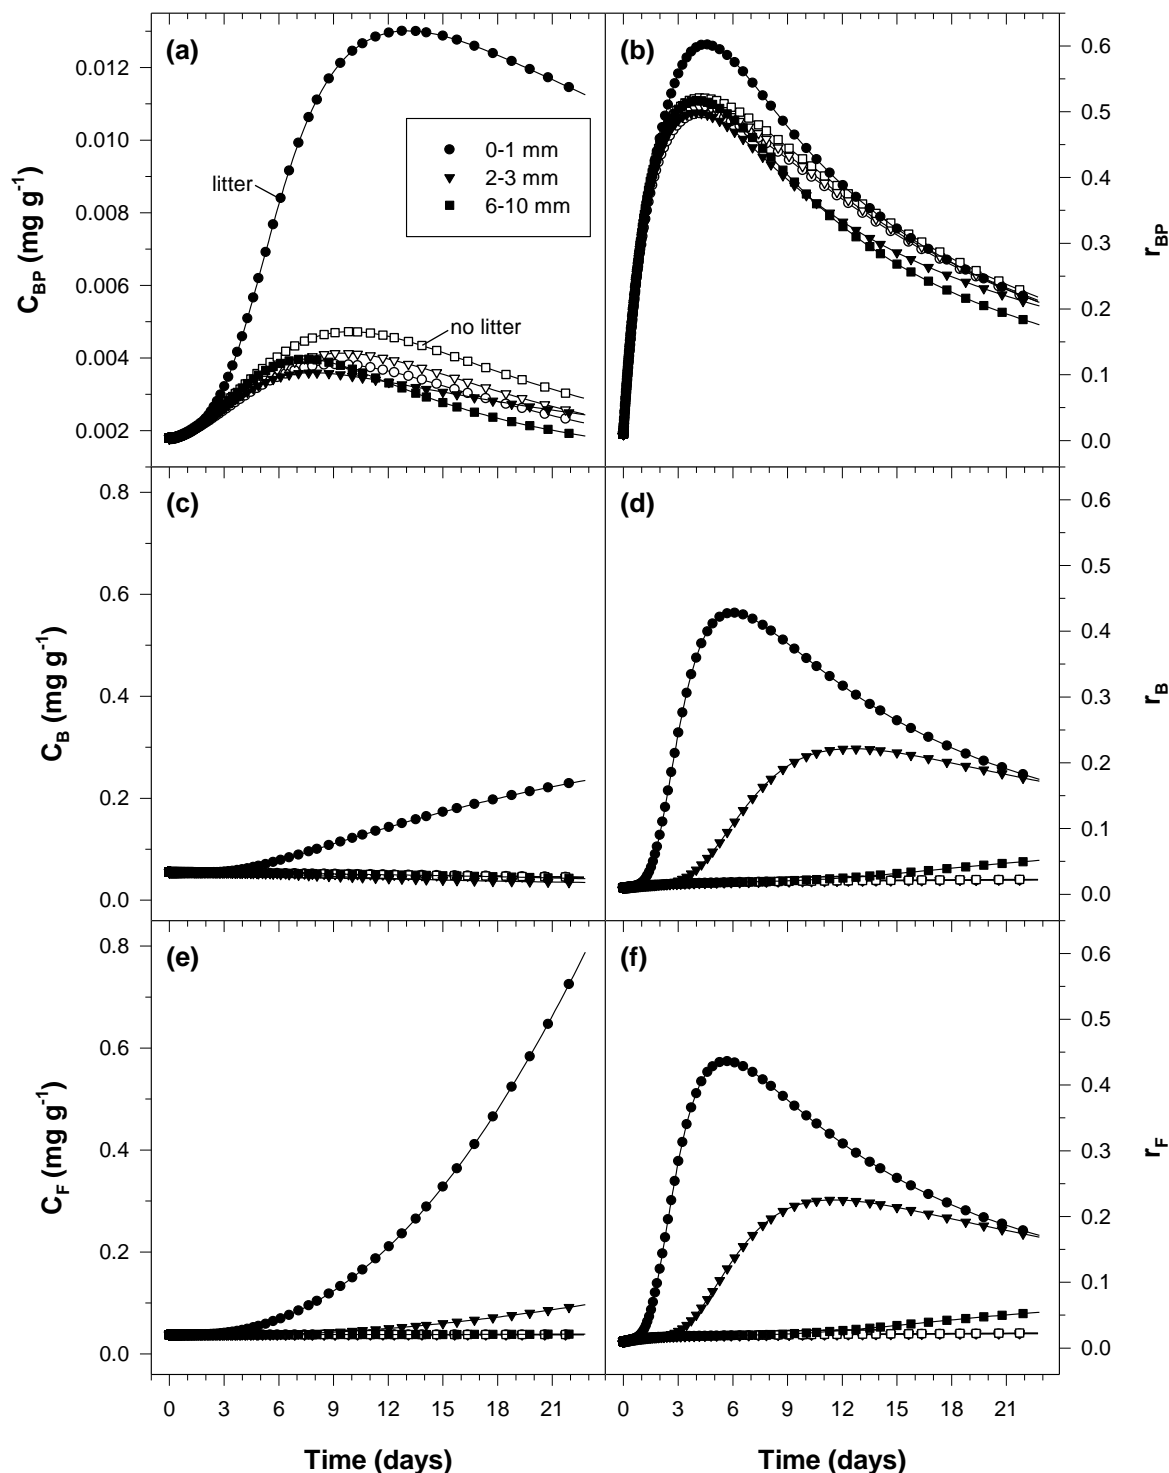 (a)
(b)
0.012
0.010
0.008
0.006
0.004
0.002
C_BP (mg g^-1)
litter
no litter
0-1 mm
2-3 mm
6-10 mm
0.6
0.5
0.4
0.3
0.2
0.1
0.0
r_BP
(c)
(d)
0.8
0.6
0.4
0.2
0.0
C_B (mg g^-1)
0.6
0.5
0.4
0.3
0.2
0.1
0.0
r_B
(e)
(f)
0.8
0.6
0.4
0.2
0.0
C_F (mg g^-1)
0.6
0.5
0.4
0.3
0.2
0.1
0.0
r_F
0 3 6 9 12 15 18 21
0 3 6 9 12 15 18 21
Time (days)
Time (days)